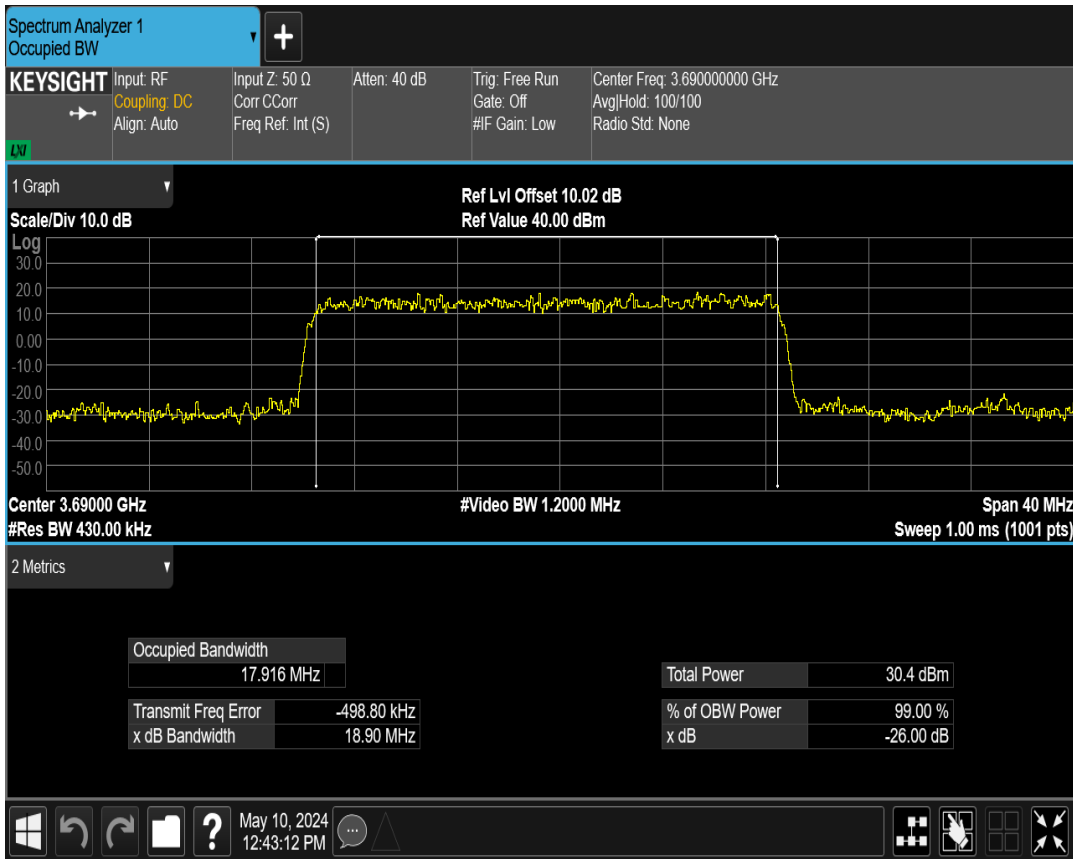 Spectrum Analyzer 1
Occupied BW
KEYSIGHT
LXI
Input: RF
Coupling: DC
Align: Auto
Input Z: 50 Ω
Corr CCorr
Freq Ref: Int (S)
Atten: 40 dB
Trig: Free Run
Gate: Off
#IF Gain: Low
Center Freq: 3.690000000 GHz
Avg|Hold: 100/100
Radio Std: None
1 Graph
Ref Lvl Offset 10.02 dB
Scale/Div 10.0 dB
Ref Value 40.00 dBm
Log
30.0
20.0
10.0
0.00
-10.0
-20.0
-30.0
-40.0
-50.0
Center 3.69000 GHz
#Video BW 1.2000 MHz
Span 40 MHz
#Res BW 430.00 kHz
Sweep 1.00 ms (1001 pts)
2 Metrics
Occupied Bandwidth
17.916 MHz
Transmit Freq Error -498.80 kHz
x dB Bandwidth 18.90 MHz
Total Power 30.4 dBm
% of OBW Power 99.00 %
x dB -26.00 dB
May 10, 2024
12:43:12 PM